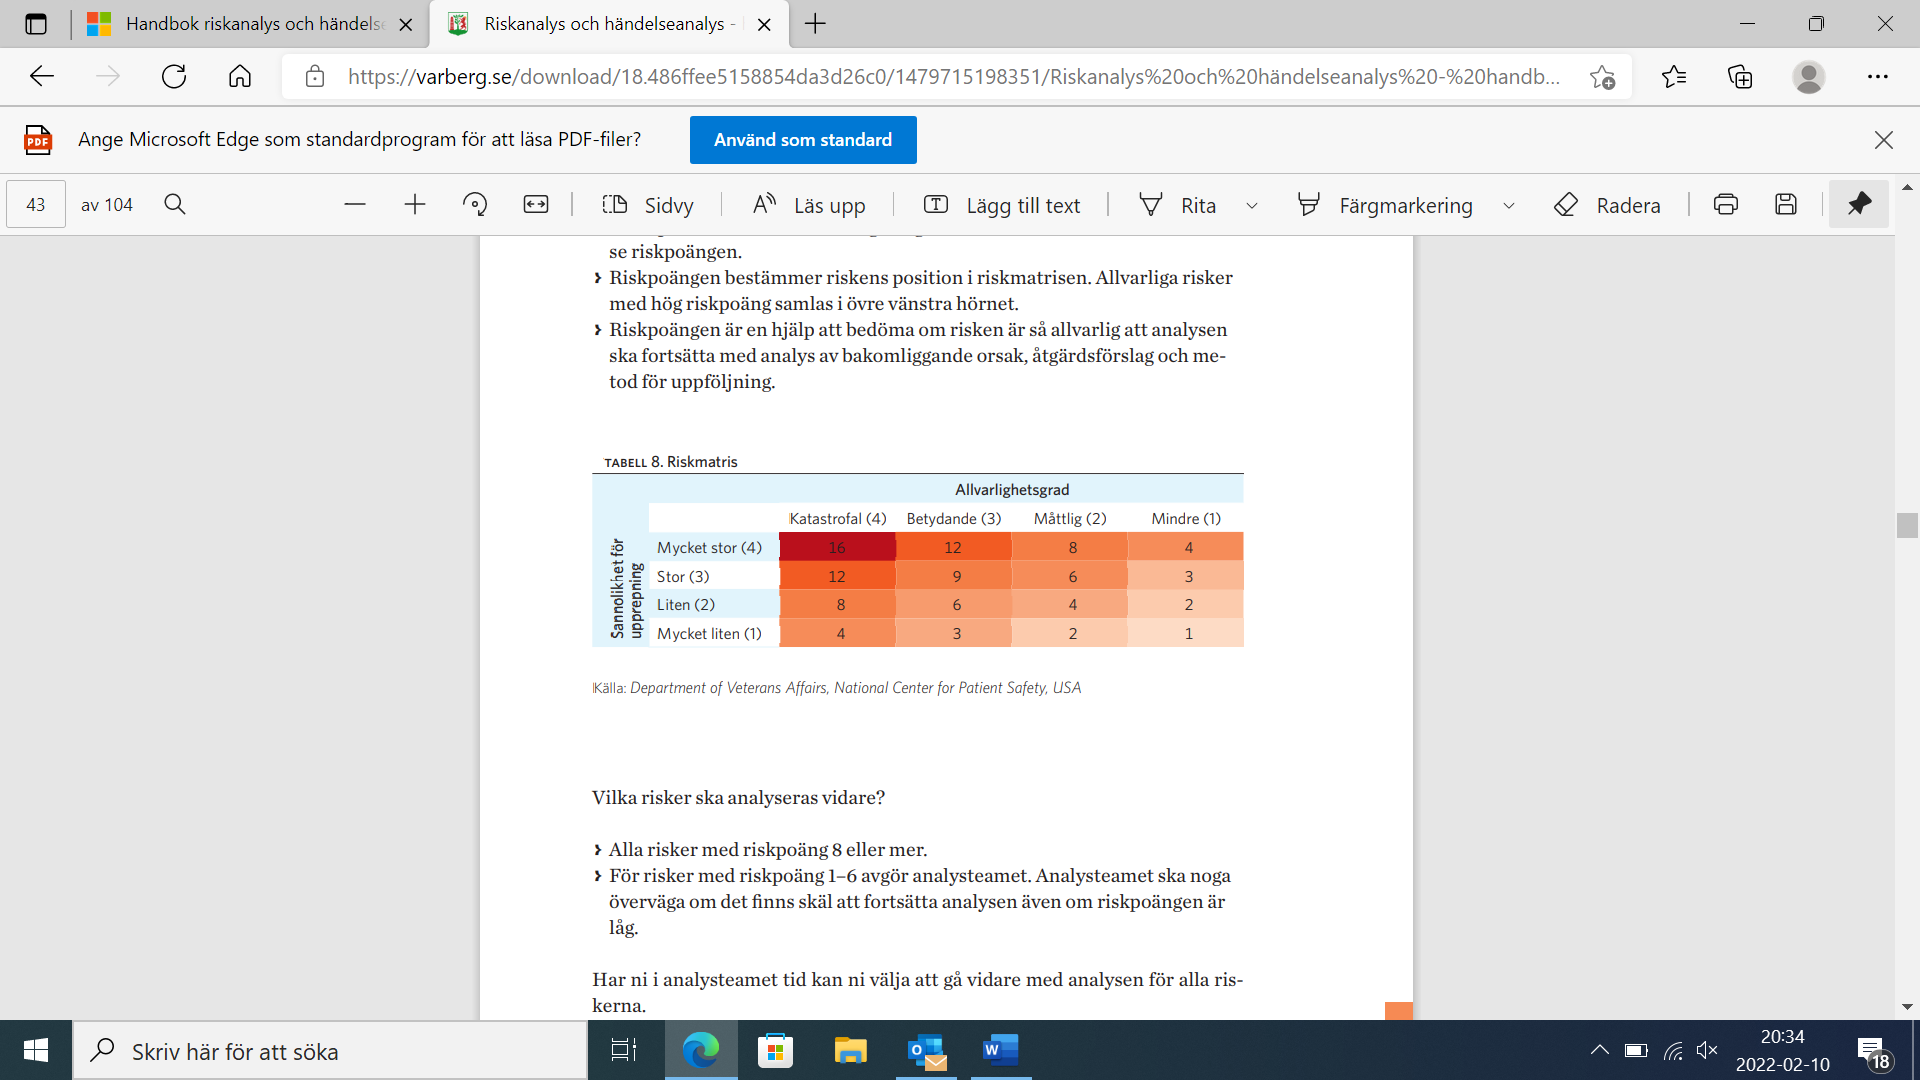 Handbok riskanalys och händelse
Riskanalys och händelseanalys -
https://varberg.se/download/18.486ffee5158854da3d26c0/1479715198351/Riskanalys%20och%20händelseanalys%20-%20handb...
PDF
Ange Microsoft Edge som standardprogram för att läsa PDF-filer?
Använd som standard
43 av 104
Sidvy
Läs upp
Lägg till text
Rita
Färgmarkering
Radera
se riskpoängen.
Riskpoängen bestämmer riskens position i riskmatrisen. Allvarliga risker
med hög riskpoäng samlas i övre vänstra hörnet.
Riskpoängen är en hjälp att bedöma om risken är så allvarlig att analysen
ska fortsätta med analys av bakomliggande orsak, åtgärdsförslag och me-
tod för uppföljning.
TABELL 8. Riskmatris
Allvarlighetsgrad
Katastrofal (4) Betydande (3) Måttlig (2) Mindre (1)
Sannolikhet för
upprepning
Mycket stor (4) 16 12 8 4
Stor (3) 12 9 6 3
Liten (2) 8 6 4 2
Mycket liten (1) 4 3 2 1
Källa: Department of Veterans Affairs, National Center for Patient Safety, USA
Vilka risker ska analyseras vidare?
Alla risker med riskpoäng 8 eller mer.
För risker med riskpoäng 1–6 avgör analysteamet. Analysteamet ska noga
överväga om det finns skäl att fortsätta analysen även om riskpoängen är
låg.
Har ni i analysteamet tid kan ni välja att gå vidare med analysen för alla ris-
kerna.
Skriv här för att söka
20:34
2022-02-10
18